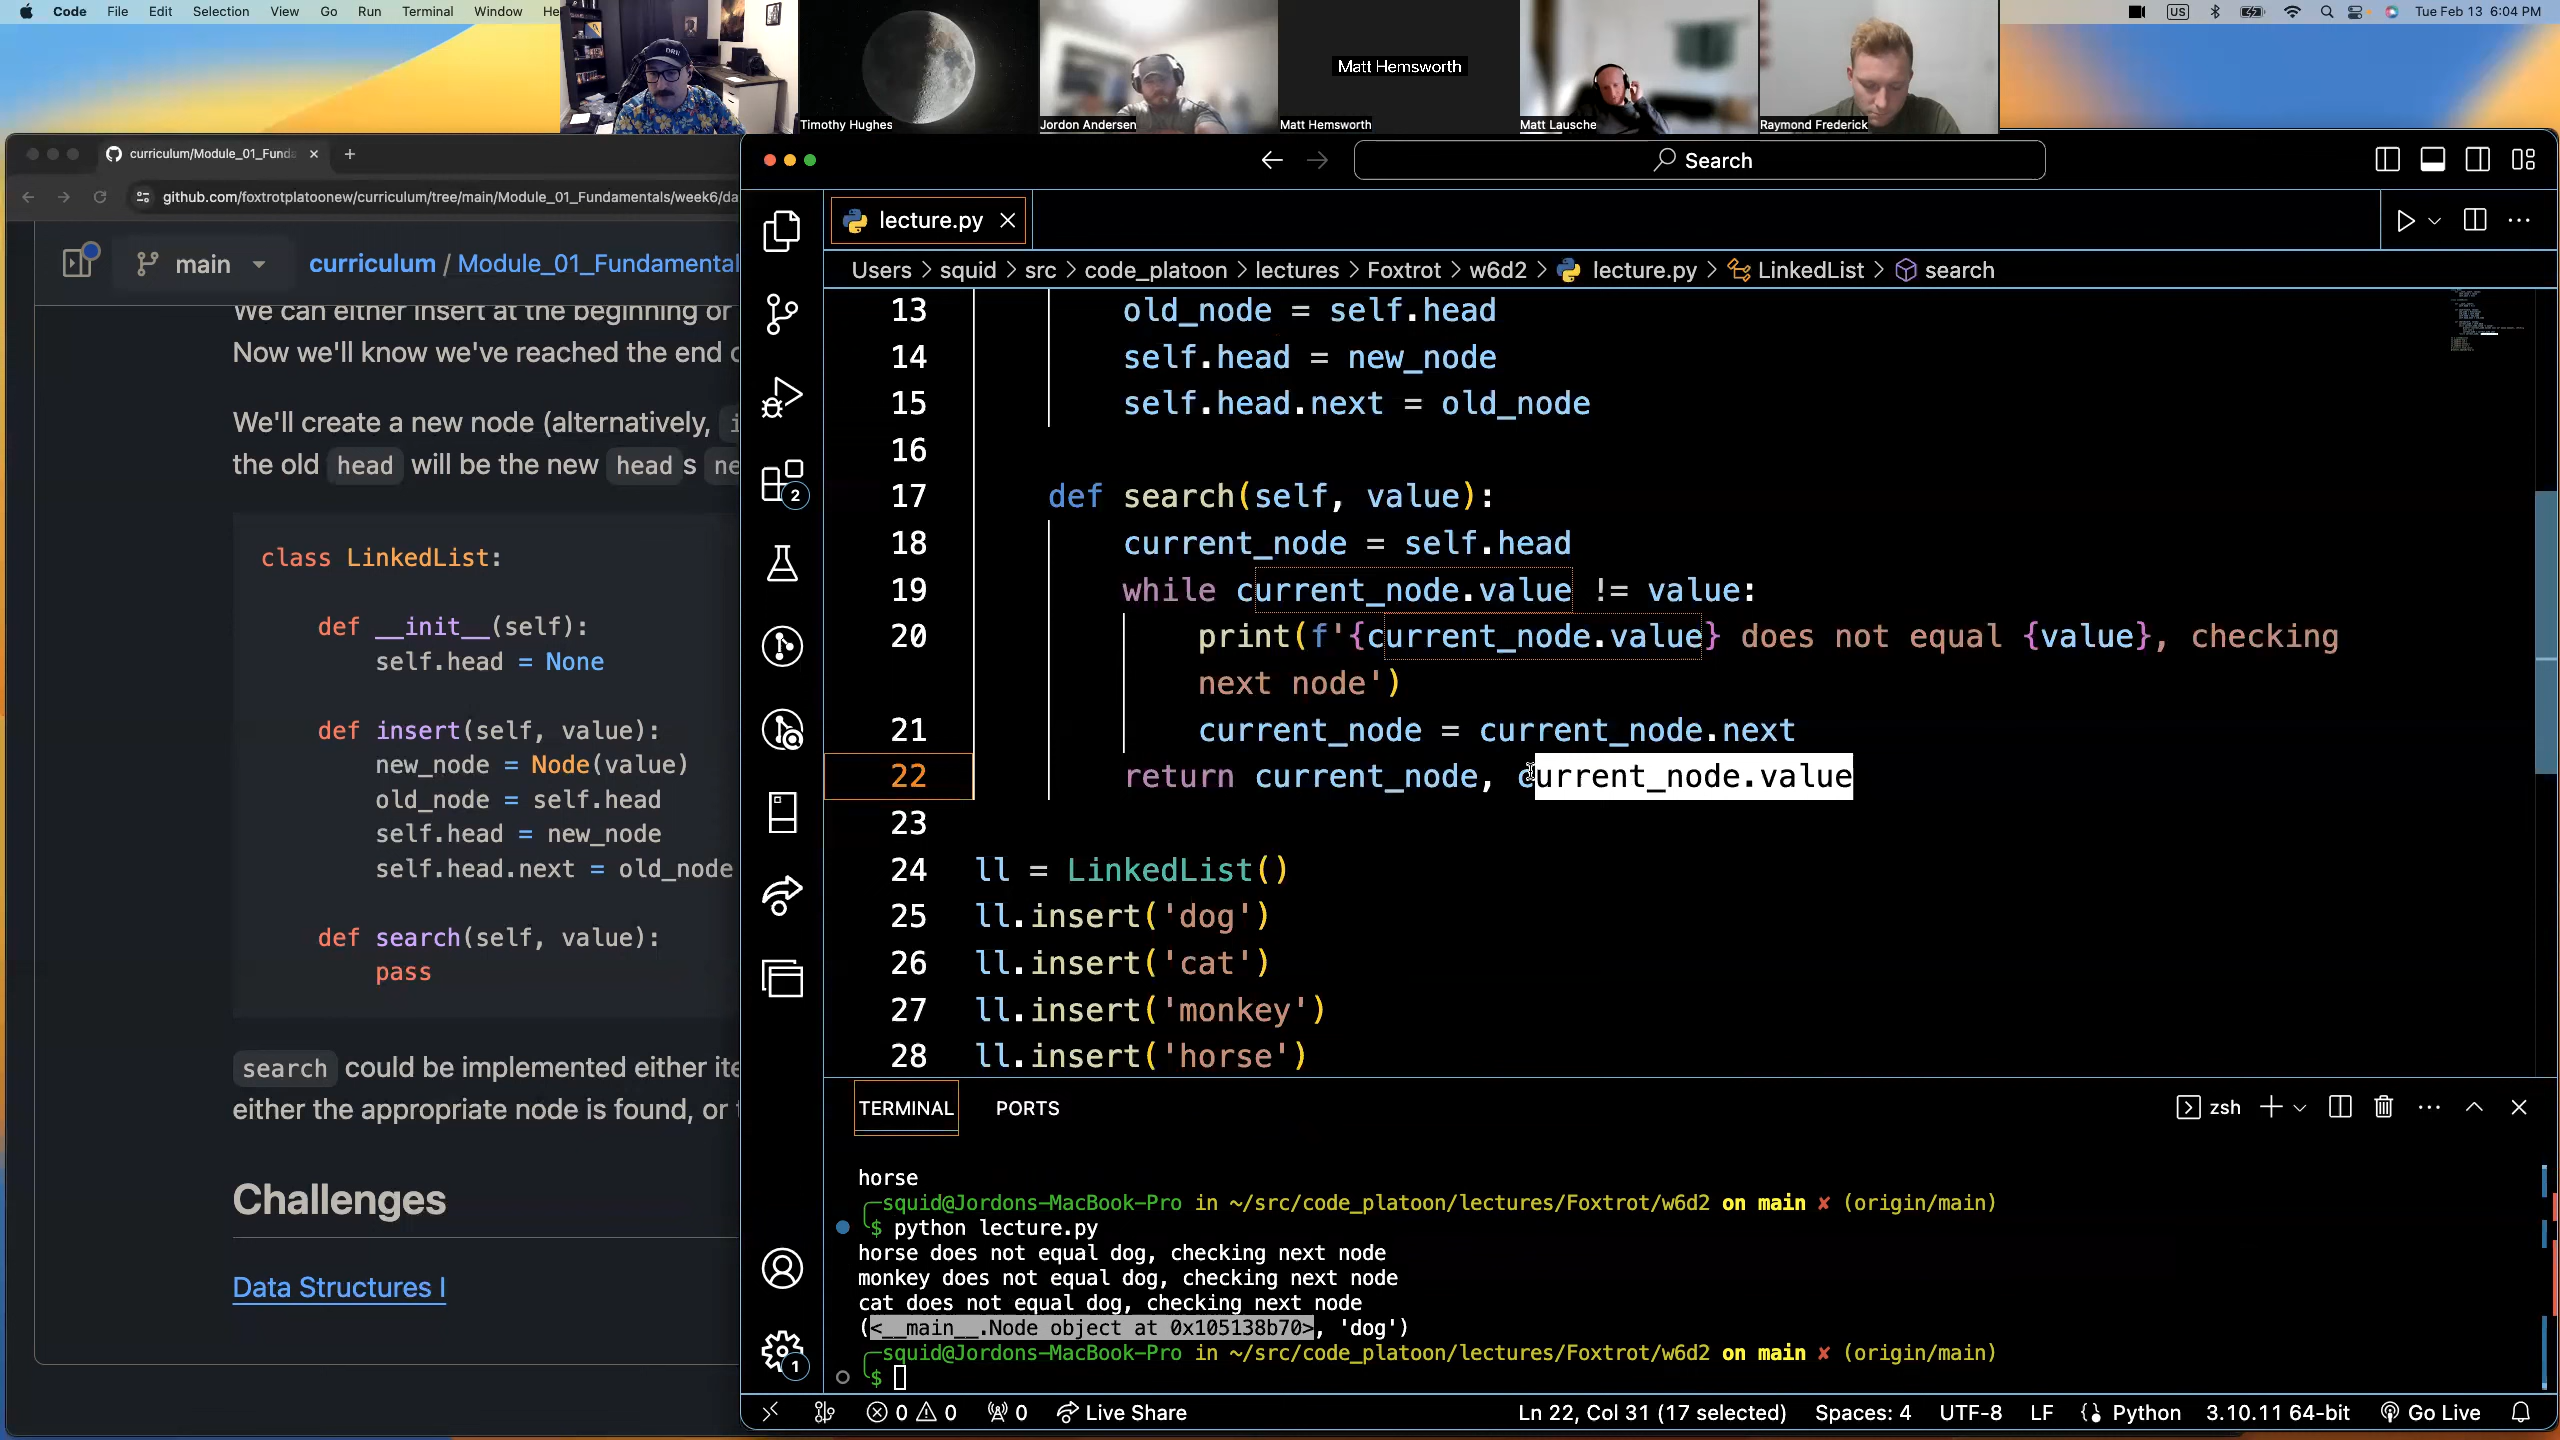 Code File Edit Selection View Go Run Terminal Window He
US Tue Feb 13 6:04 PM
Matt Hemsworth
Timothy Hughes
Jordon Andersen
Matt Hemsworth
Matt Lausche
Raymond Frederick
curriculum/Module_01_Funda
github.com/foxtrotplatoonew/curriculum/tree/main/Module_01_Fundamentals/week6/da
main
curriculum / Module_01_Fundamental
We can either insert at the beginning or
Now we'll know we've reached the end
We'll create a new node (alternatively,
the old head will be the new heads ne
class LinkedList:
def __init__(self):
self.head = None
def insert(self, value):
new_node = Node(value)
old_node = self.head
self.head = new_node
self.head.next = old_node
def search(self, value):
pass
search could be implemented either ite
either the appropriate node is found, or
Challenges
Data Structures I
Search
lecture.py
Users > squid > src > code_platoon > lectures > Foxtrot > w6d2 > lecture.py > LinkedList > search
13 old_node = self.head
14 self.head = new_node
15 self.head.next = old_node
16
17 def search(self, value):
18 current_node = self.head
19 while current_node.value != value:
20 print(f'{current_node.value} does not equal {value}, checking
next node')
21 current_node = current_node.next
22 return current_node, current_node.value
23
24 ll = LinkedList()
25 ll.insert('dog')
26 ll.insert('cat')
27 ll.insert('monkey')
28 ll.insert('horse')
2
1
TERMINAL PORTS
zsh
horse
squid@Jordons-MacBook-Pro in ~/src/code_platoon/lectures/Foxtrot/w6d2 on main ✘ (origin/main)
$ python lecture.py
horse does not equal dog, checking next node
monkey does not equal dog, checking next node
cat does not equal dog, checking next node
(<__main__.Node object at 0x105138b70>, 'dog')
squid@Jordons-MacBook-Pro in ~/src/code_platoon/lectures/Foxtrot/w6d2 on main ✘ (origin/main)
$
0 0 0 Live Share
Ln 22, Col 31 (17 selected) Spaces: 4 UTF-8 LF Python 3.10.11 64-bit Go Live